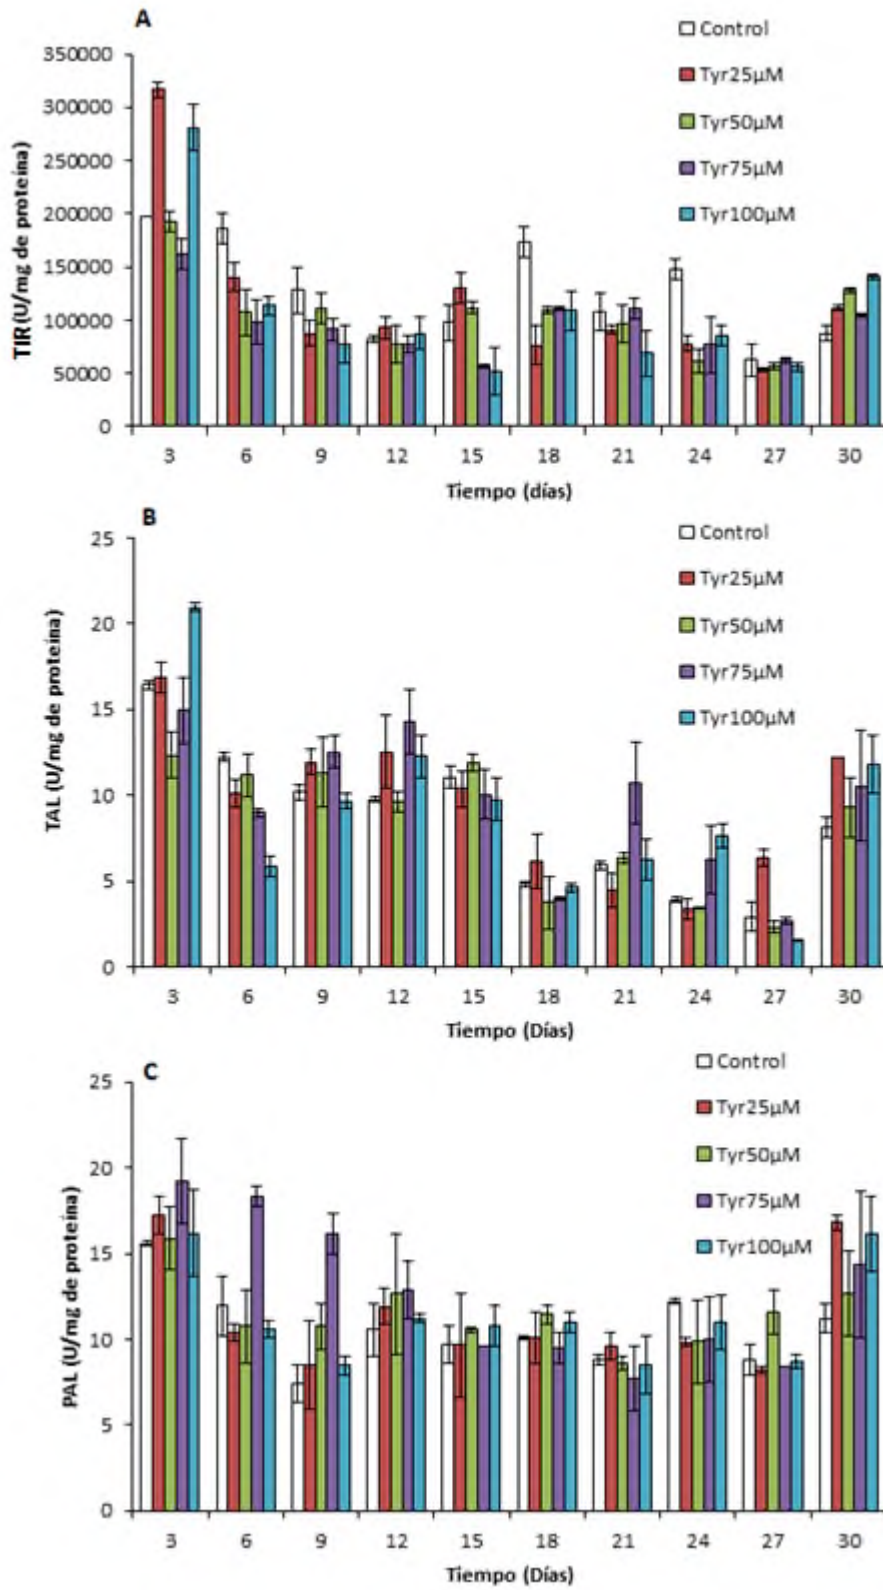 A
350000
300000
250000
200000
150000
100000
50000
0
TIR (U/mg de proteína)
Control
Tyr25µM
Tyr50µM
Tyr75µM
Tyr100µM
3 6 9 12 15 18 21 24 27 30
Tiempo (días)
B
25
20
15
10
5
0
TAL (U/mg de proteína)
Control
Tyr25µM
Tyr50µM
Tyr75µM
Tyr100µM
3 6 9 12 15 18 21 24 27 30
Tiempo (Días)
C
25
20
15
10
5
0
PAL (U/mg de proteína)
Control
Tyr25µM
Tyr50µM
Tyr75µM
Tyr100µM
3 6 9 12 15 18 21 24 27 30
Tiempo (Días)